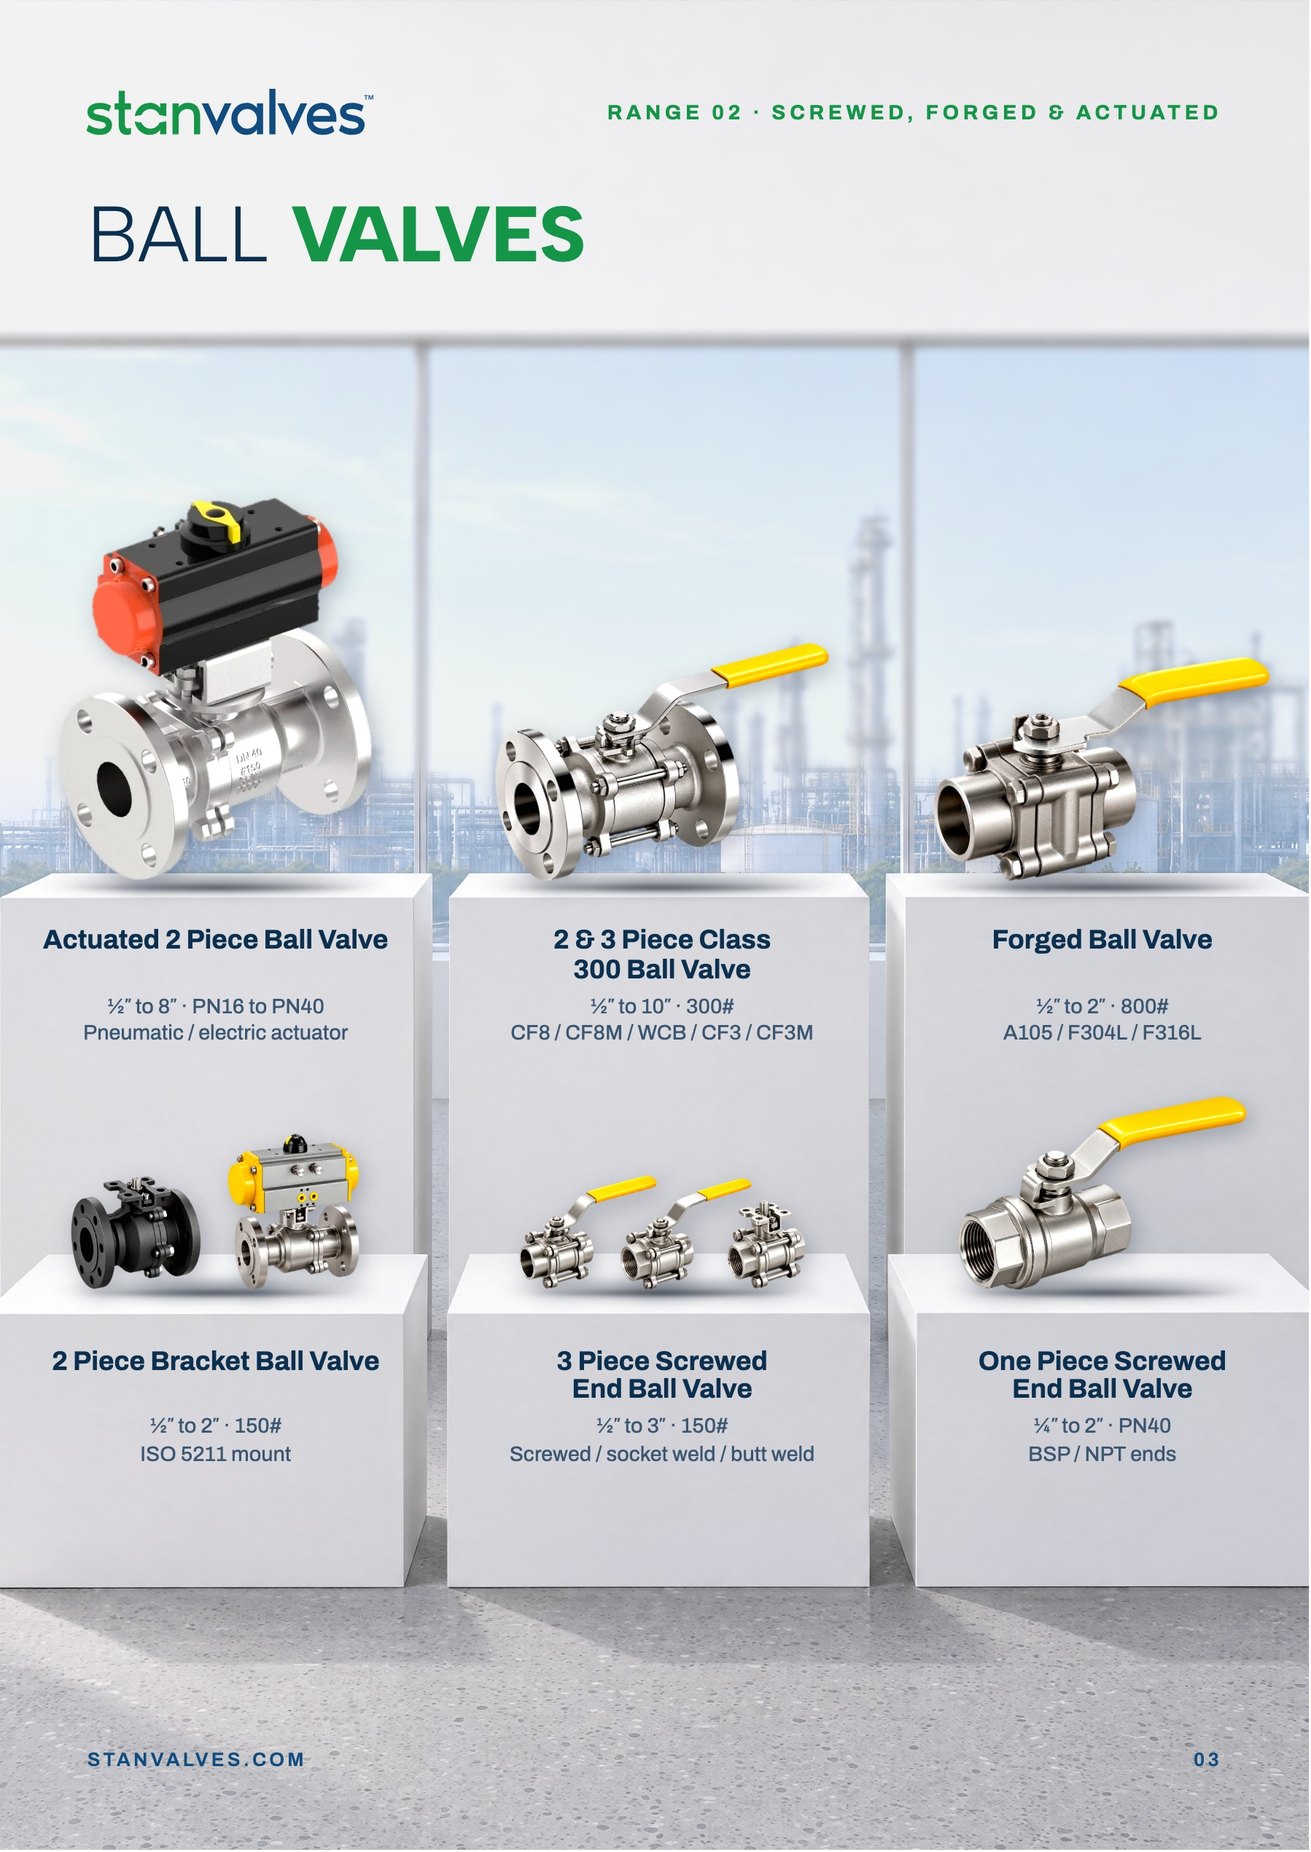 stanvalves™
RANGE 02 · SCREWED, FORGED & ACTUATED
BALL VALVES
Actuated 2 Piece Ball Valve
½″ to 8″ · PN16 to PN40
Pneumatic / electric actuator
2 & 3 Piece Class
300 Ball Valve
½″ to 10″ · 300#
CF8 / CF8M / WCB / CF3 / CF3M
Forged Ball Valve
½″ to 2″ · 800#
A105 / F304L / F316L
2 Piece Bracket Ball Valve
½″ to 2″ · 150#
ISO 5211 mount
3 Piece Screwed
End Ball Valve
½″ to 3″ · 150#
Screwed / socket weld / butt weld
One Piece Screwed
End Ball Valve
¼″ to 2″ · PN40
BSP / NPT ends
STANVALVES.COM
03